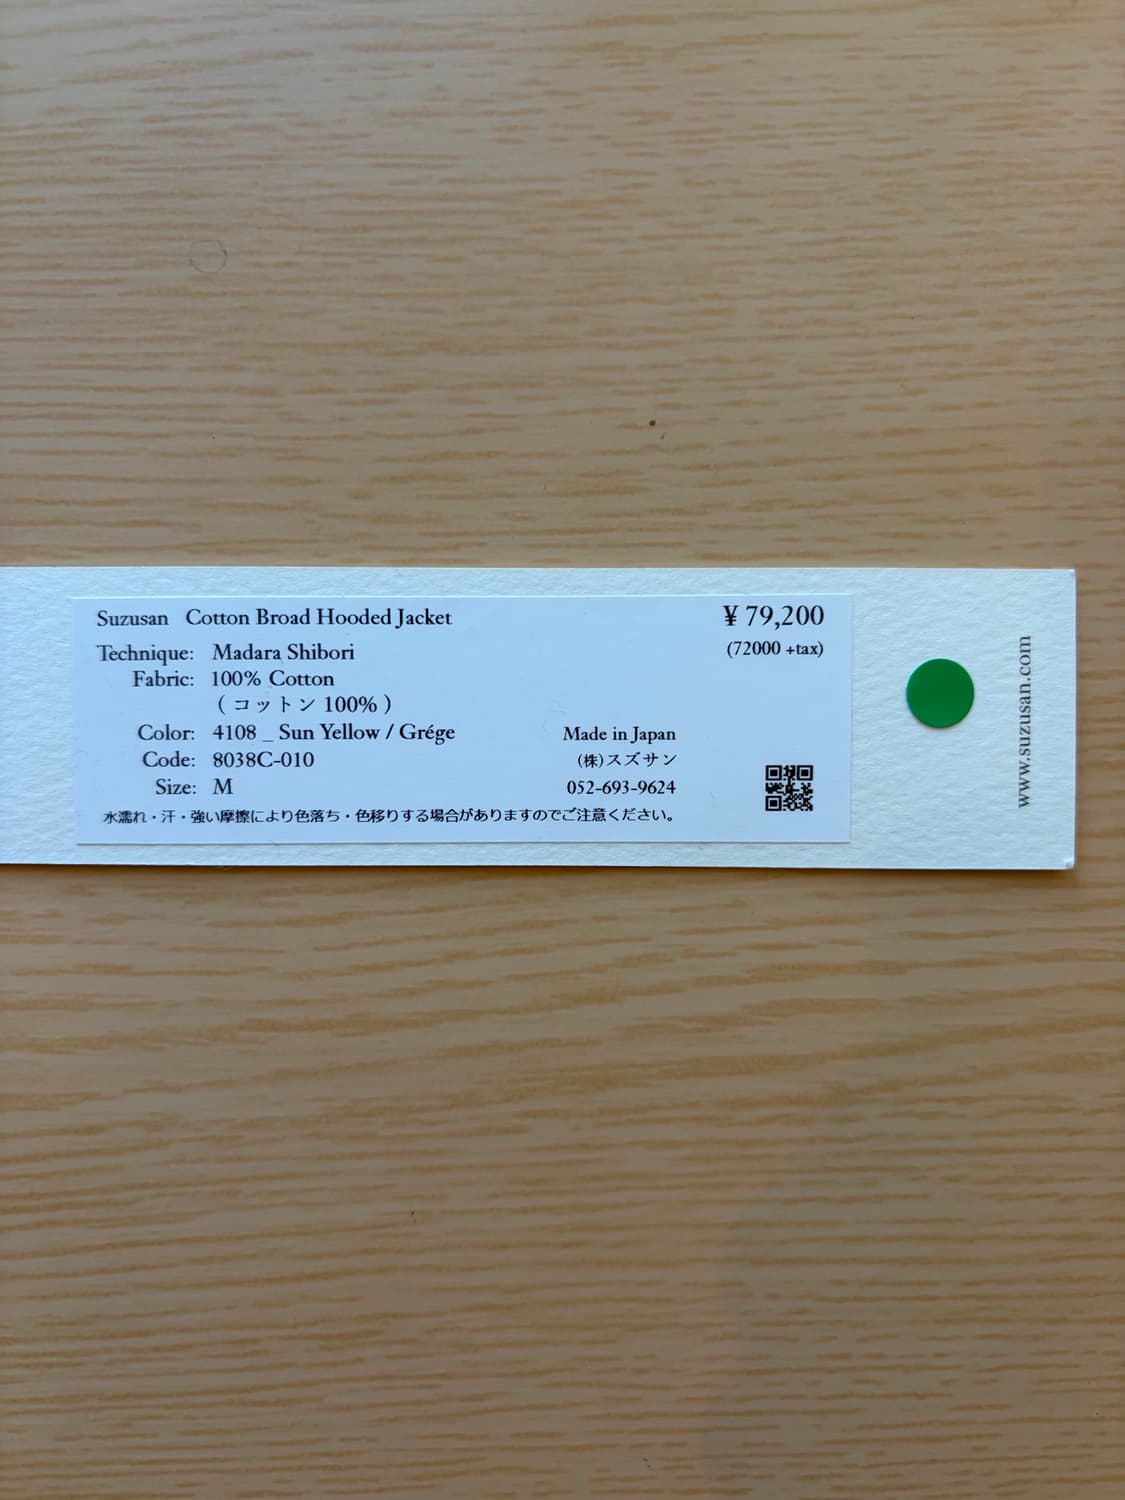 Suzusan Cotton Broad Hooded Jacket
¥ 79,200
(72000 +tax)
Technique: Madara Shibori
Fabric: 100% Cotton
( コットン 100% )
Color: 4108 _ Sun Yellow / Grége
Code: 8038C-010
Size: M
Made in Japan
(株)スズサン
052-693-9624
水濡れ・汗・強い摩擦により色落ち・色移りする場合がありますのでご注意ください。
www.suzusan.com